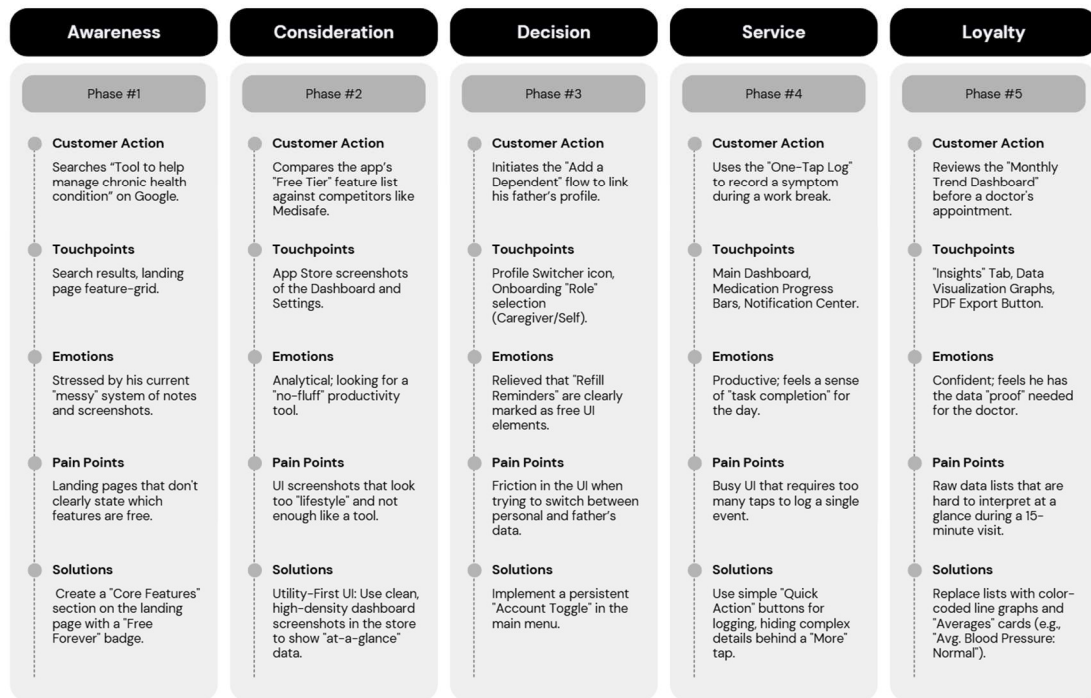 Awareness
Phase #1
Customer Action
Searches “Tool to help
manage chronic health
condition” on Google.
Touchpoints
Search results, landing
page feature-grid.
Emotions
Stressed by his current
"messy" system of notes
and screenshots.
Pain Points
Landing pages that don't
clearly state which
features are free.
Solutions
Create a "Core Features"
section on the landing
page with a "Free
Forever" badge.
Consideration
Phase #2
Customer Action
Compares the app’s
"Free Tier" feature list
against competitors like
Medisafe.
Touchpoints
App Store screenshots
of the Dashboard and
Settings.
Emotions
Analytical; looking for a
"no-fluff" productivity
tool.
Pain Points
UI screenshots that look
too "lifestyle" and not
enough like a tool.
Solutions
Utility-First UI: Use clean,
high-density dashboard
screenshots in the store
to show "at-a-glance"
data.
Decision
Phase #3
Customer Action
Initiates the "Add a
Dependent" flow to link
his father’s profile.
Touchpoints
Profile Switcher icon,
Onboarding "Role"
selection
(Caregiver/Self).
Emotions
Relieved that "Refill
Reminders" are clearly
marked as free UI
elements.
Pain Points
Friction in the UI when
trying to switch between
personal and father’s
data.
Solutions
Implement a persistent
"Account Toggle" in the
main menu.
Service
Phase #4
Customer Action
Uses the "One-Tap Log"
to record a symptom
during a work break.
Touchpoints
Main Dashboard,
Medication Progress
Bars, Notification Center.
Emotions
Productive; feels a sense
of "task completion" for
the day.
Pain Points
Busy UI that requires too
many taps to log a single
event.
Solutions
Use simple "Quick
Action" buttons for
logging, hiding complex
details behind a "More"
tap.
Loyalty
Phase #5
Customer Action
Reviews the "Monthly
Trend Dashboard"
before a doctor's
appointment.
Touchpoints
"Insights" Tab, Data
Visualization Graphs,
PDF Export Button.
Emotions
Confident; feels he has
the data "proof" needed
for the doctor.
Pain Points
Raw data lists that are
hard to interpret at a
glance during a 15-
minute visit.
Solutions
Replace lists with color-
coded line graphs and
"Averages" cards (e.g.,
"Avg. Blood Pressure:
Normal").